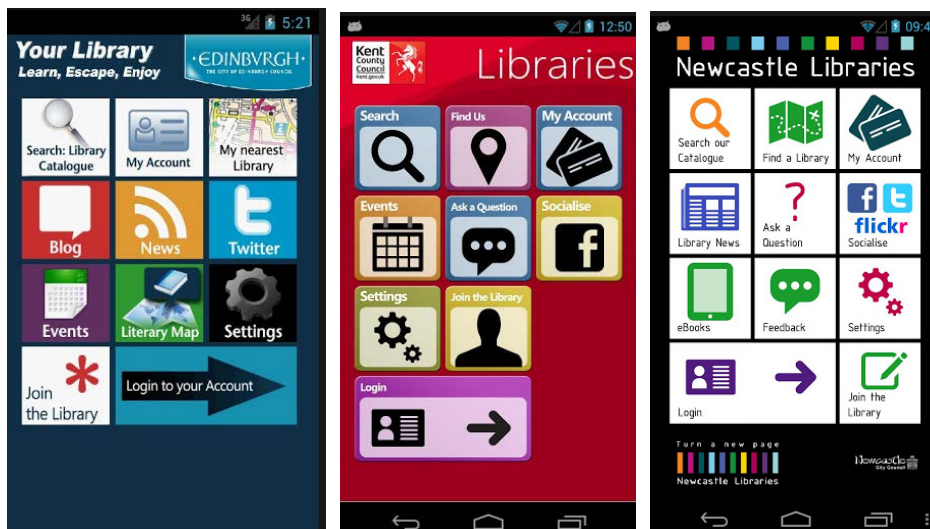 3G 5:21
Your Library
Learn, Escape, Enjoy
·EDINBVRGH·
THE CITY OF EDINBURGH COUNCIL
Search: Library
Catalogue
My Account
My nearest
Library
Blog
News
Twitter
Events
Literary Map
Settings
Join
the Library
Login to your Account
12:50
Kent
County
Council
kent.gov.uk
Libraries
Search
Find Us
My Account
Events
Ask a Question
Socialise
Settings
Join the Library
Login
09:4
Newcastle Libraries
Search our
Catalogue
Find a Library
My Account
Library News
Ask a
Question
flickr
Socialise
eBooks
Feedback
Settings
Login
Join the
Library
Turn a new page
Newcastle Libraries
Newcastle
City Council